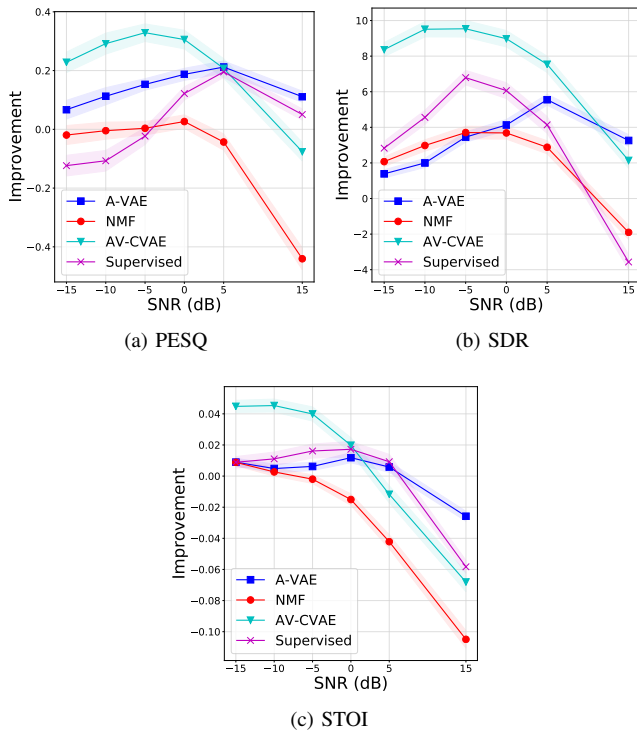 0.4
0.2
0.0
−0.2
−0.4
Improvement
A-VAE
NMF
AV-CVAE
Supervised
−15 −10 −5 0 5 15
SNR (dB)
(a) PESQ
10
8
6
4
2
0
−2
−4
Improvement
A-VAE
NMF
AV-CVAE
Supervised
−15 −10 −5 0 5 15
SNR (dB)
(b) SDR
0.04
0.02
0.00
−0.02
−0.04
−0.06
−0.08
−0.10
Improvement
A-VAE
NMF
AV-CVAE
Supervised
−15 −10 −5 0 5 15
SNR (dB)
(c) STOI